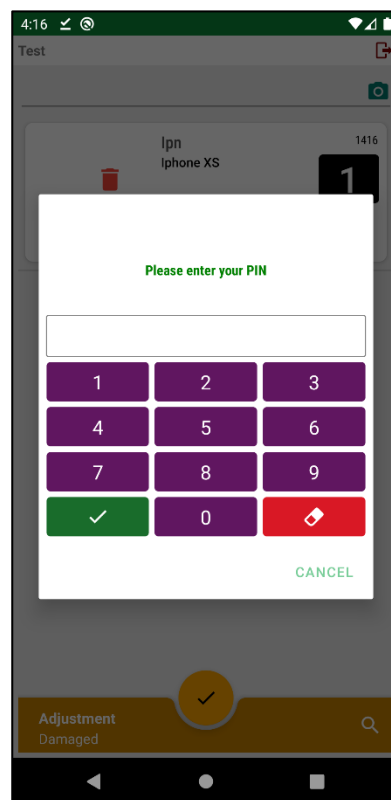 4:16
Test
Ipn
1416
Iphone XS
1
Please enter your PIN
1 2 3
4 5 6
7 8 9
0
CANCEL
Adjustment
Damaged